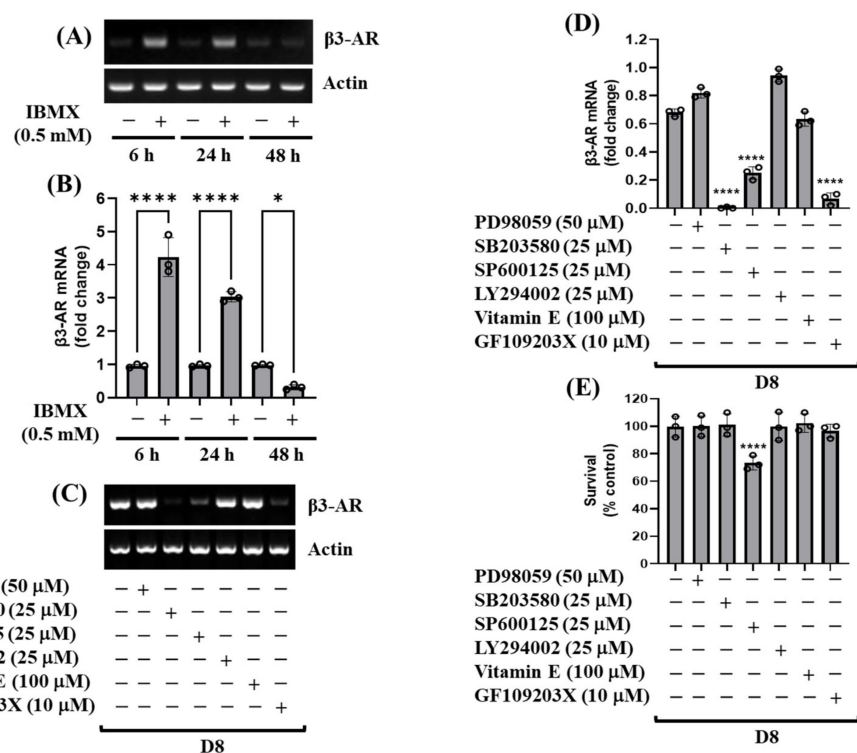 (A)
β3-AR
Actin
IBMX
(0.5 mM)
− + − + − +
6 h 24 h 48 h
(B)
β3-AR mRNA
(fold change)
6
5
4
3
2
1
0
**** **** *
IBMX
(0.5 mM)
− + − + − +
6 h 24 h 48 h
(C)
β3-AR
Actin
(50 μM) − + − − − − −
0 (25 μM) − − + − − − −
5 (25 μM) − − − + − − −
2 (25 μM) − − − − + − −
E (100 μM) − − − − − + −
3X (10 μM) − − − − − − +
D8
(D)
β3-AR mRNA
(fold change)
1.2
1.0
0.8
0.6
0.4
0.2
0.0
**** **** ****
PD98059 (50 μM) − + − − − − −
SB203580 (25 μM) − − + − − − −
SP600125 (25 μM) − − − + − − −
LY294002 (25 μM) − − − − + − −
Vitamin E (100 μM) − − − − − + −
GF109203X (10 μM) − − − − − − +
D8
(E)
Survival
(% control)
120
100
80
60
40
20
0
****
PD98059 (50 μM) − + − − − − −
SB203580 (25 μM) − − + − − − −
SP600125 (25 μM) − − − + − − −
LY294002 (25 μM) − − − − + − −
Vitamin E (100 μM) − − − − − + −
GF109203X (10 μM) − − − − − − +
D8